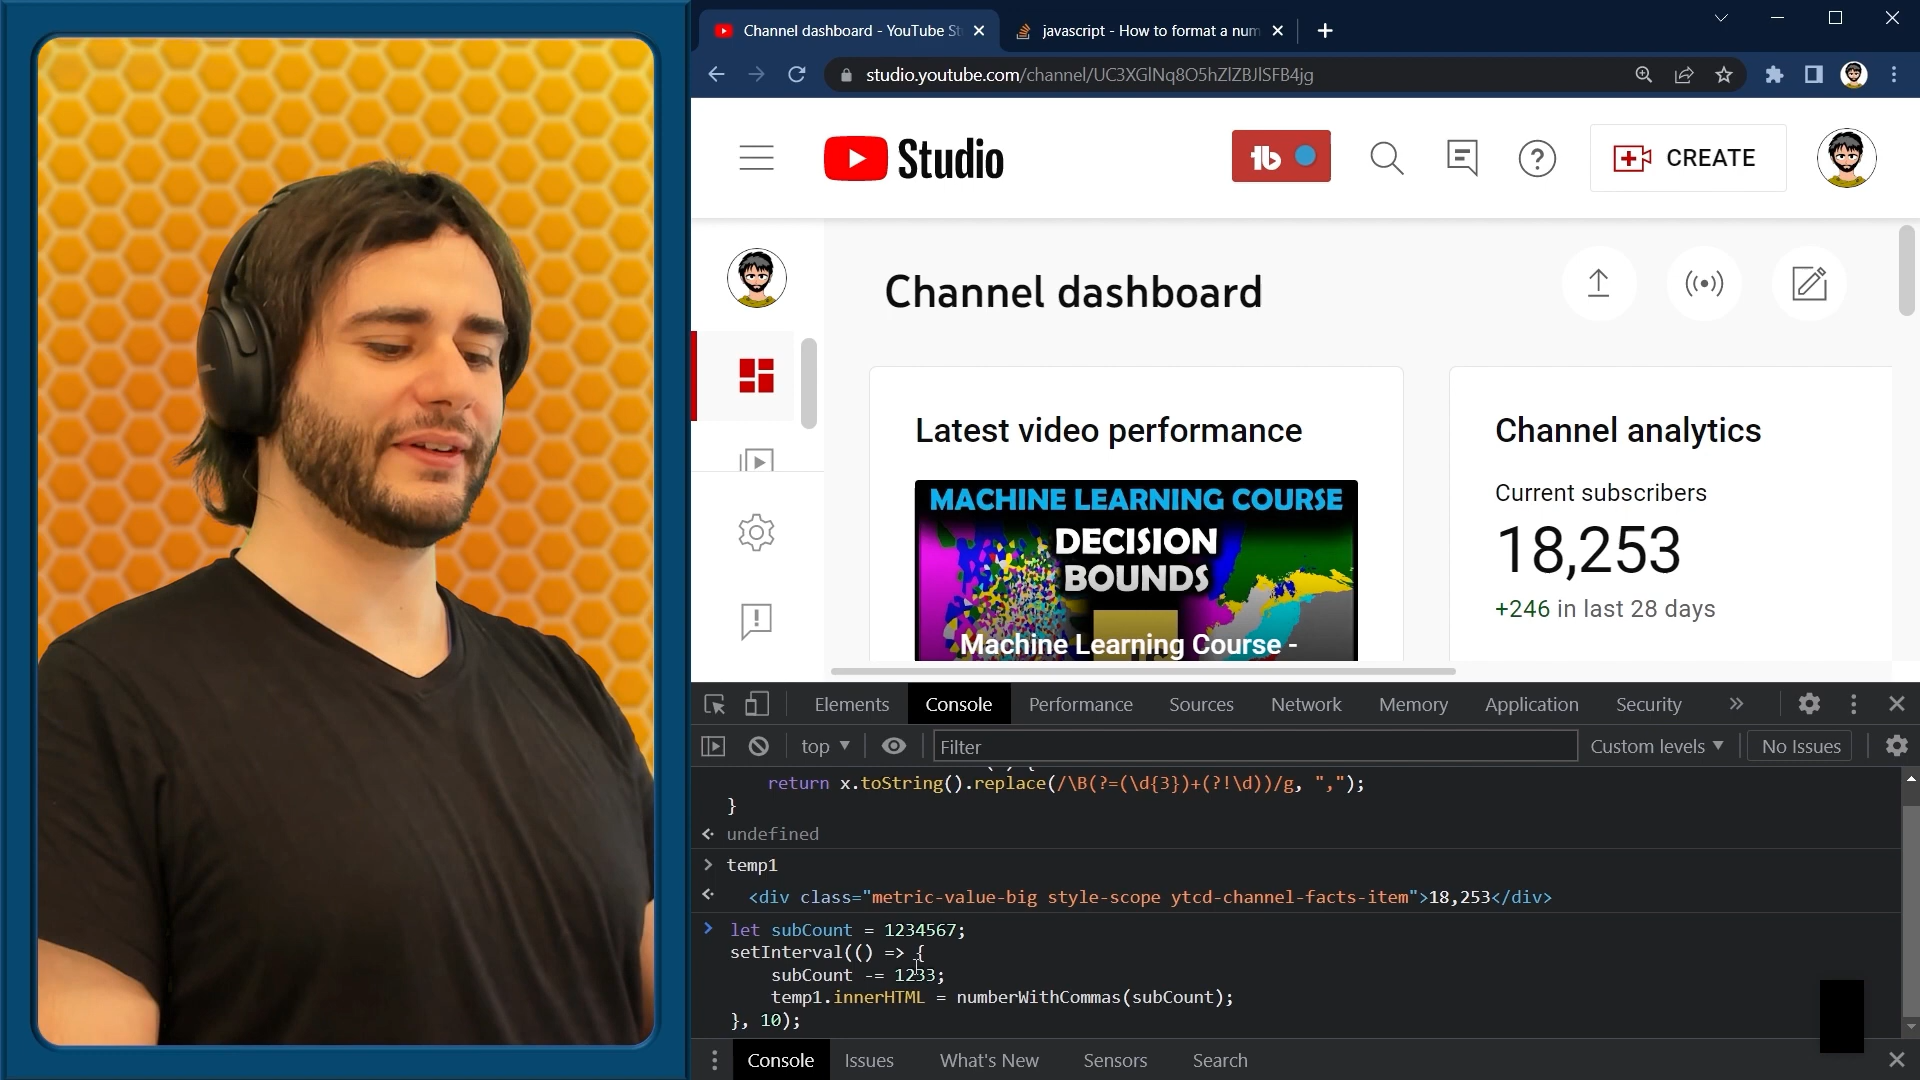 Channel dashboard - YouTube St
javascript - How to format a num
studio.youtube.com/channel/UC3XGlNq8O5hZlZBJlSFB4jg
Studio
tb
CREATE
Channel dashboard
Latest video performance
MACHINE LEARNING COURSE
DECISION
BOUNDS
Machine Learning Course -
Channel analytics
Current subscribers
18,253
+246 in last 28 days
Elements
Console
Performance
Sources
Network
Memory
Application
Security
top
Filter
Custom levels
No Issues
return x.toString().replace(/\B(?=(\d{3})+(?!\d))/g, ",");
}
undefined
temp1
<div class="metric-value-big style-scope ytcd-channel-facts-item">18,253</div>
let subCount = 1234567;
setInterval(() => {
subCount -= 1233;
temp1.innerHTML = numberWithCommas(subCount);
}, 10);
Console
Issues
What's New
Sensors
Search